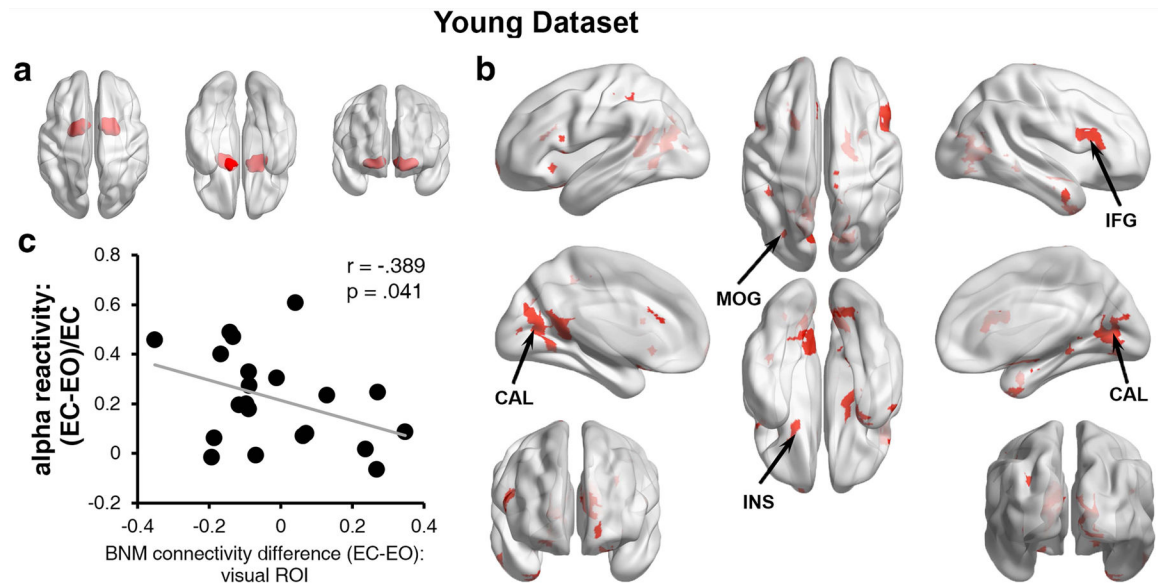 Young Dataset
a
b
IFG
MOG
CAL
CAL
INS
c
r = -.389
p = .041
alpha reactivity:
(EC-EO)/EC
0.8
0.6
0.4
0.2
0
-0.2
-0.4
-0.2
0
0.2
0.4
BNM connectivity difference (EC-EO):
visual ROI